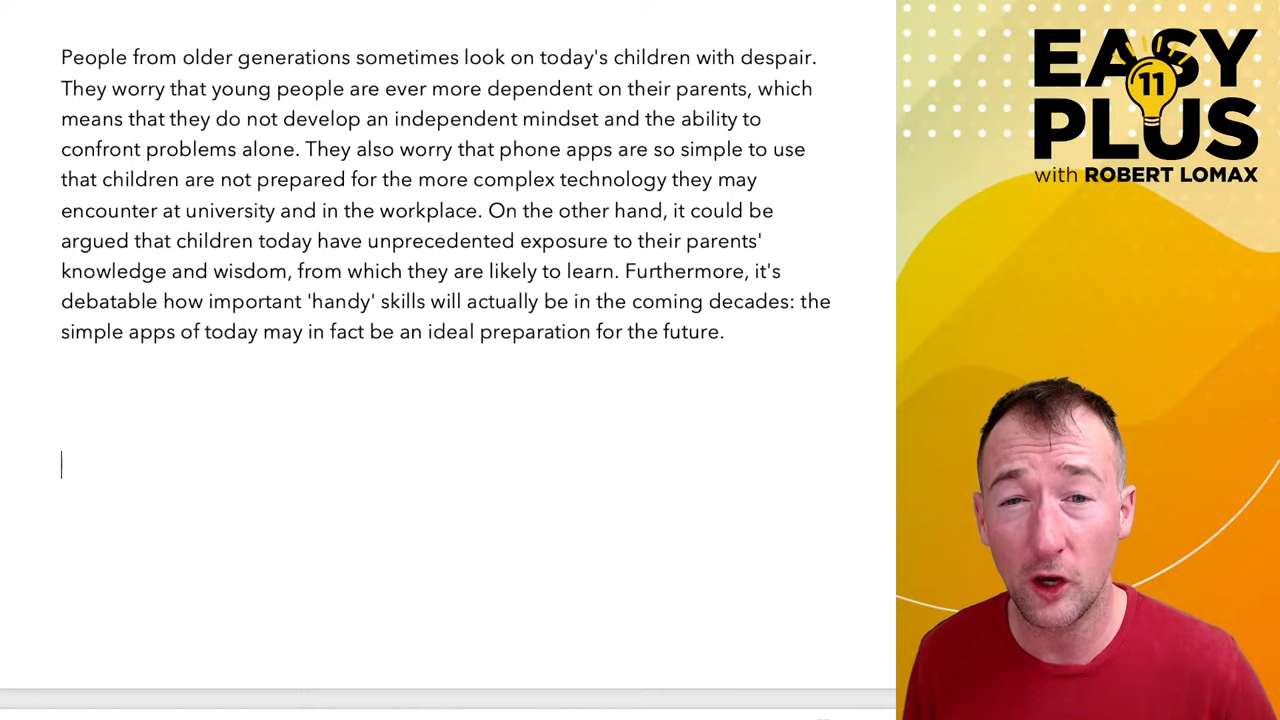 People from older generations sometimes look on today's children with despair.
They worry that young people are ever more dependent on their parents, which
means that they do not develop an independent mindset and the ability to
confront problems alone. They also worry that phone apps are so simple to use
that children are not prepared for the more complex technology they may
encounter at university and in the workplace. On the other hand, it could be
argued that children today have unprecedented exposure to their parents'
knowledge and wisdom, from which they are likely to learn. Furthermore, it's
debatable how important 'handy' skills will actually be in the coming decades: the
simple apps of today may in fact be an ideal preparation for the future.
EASY
11
PLUS
with ROBERT LOMAX